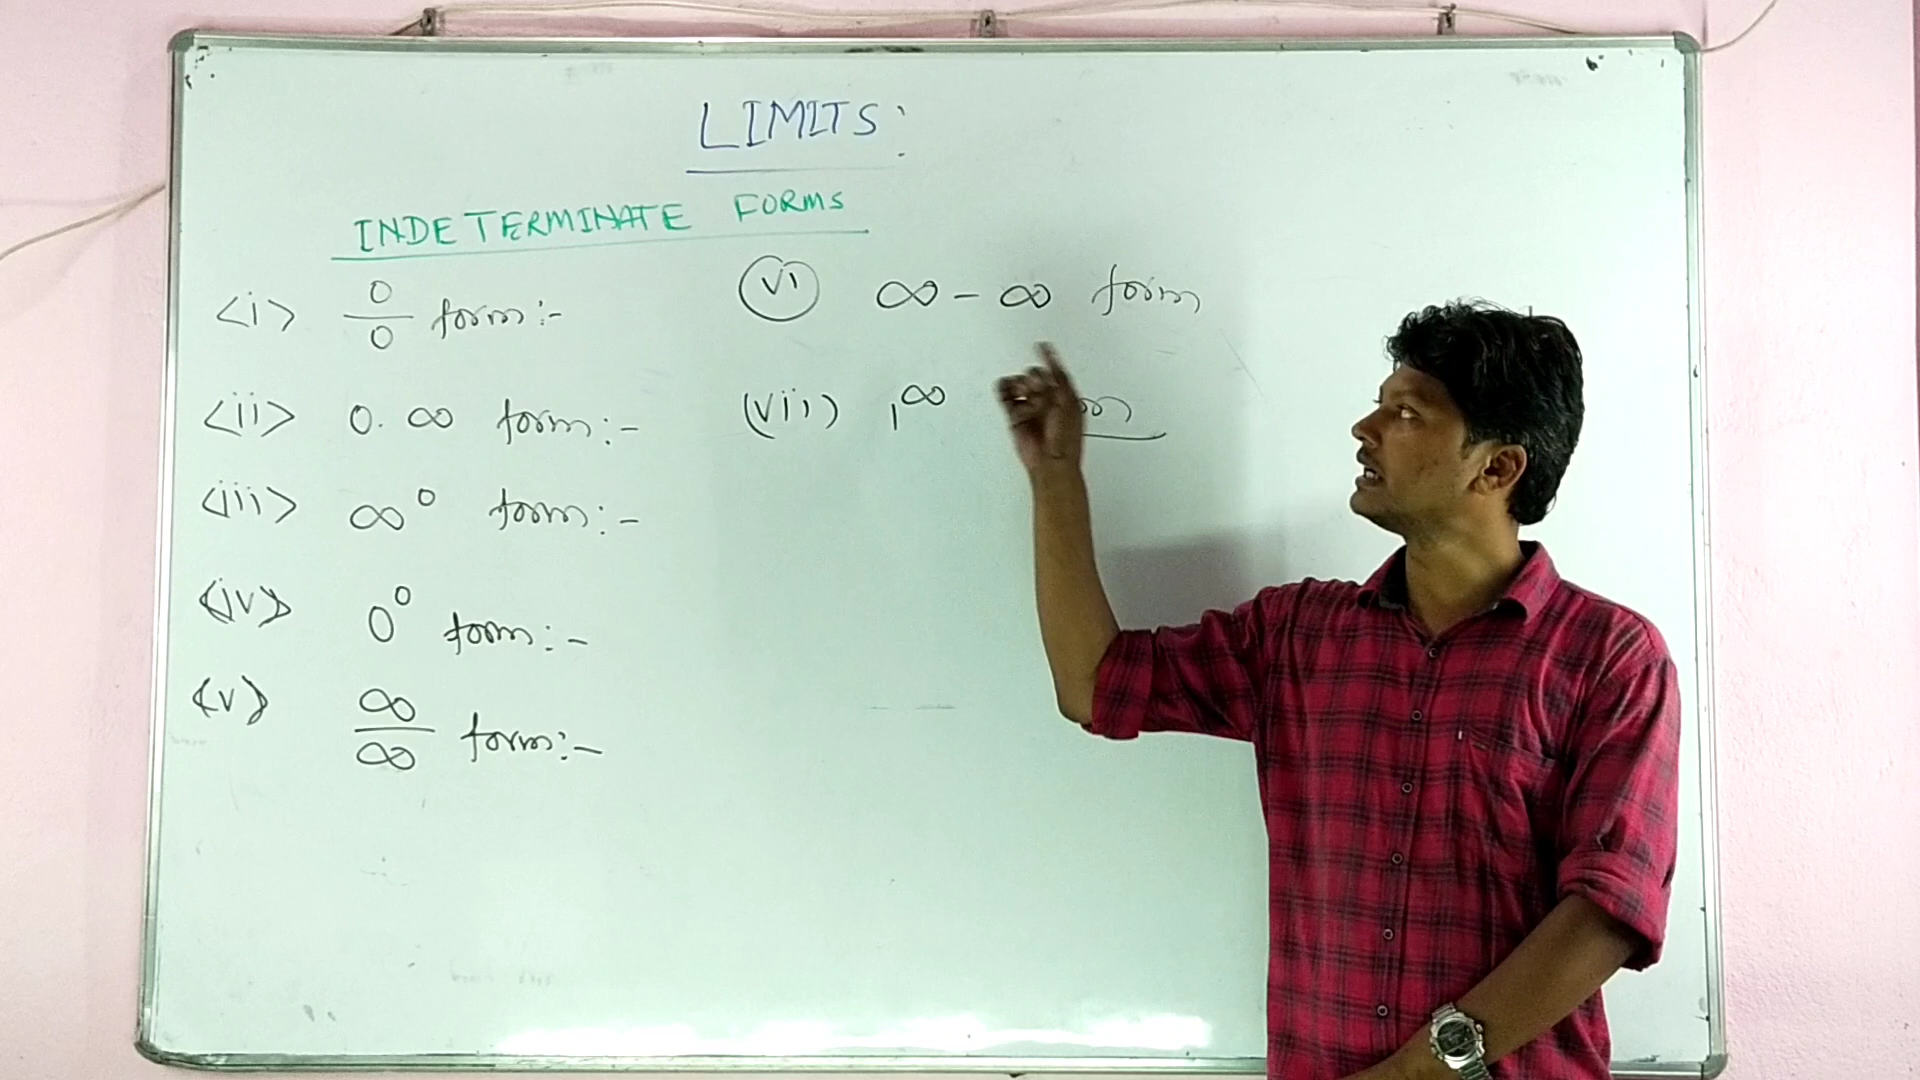 LIMITS:
INDETERMINATE FORMS
<i> 0/0 form:-
<ii> 0. ∞ form:-
<iii> ∞⁰ form:-
<iv> 0⁰ form:-
<v> ∞/∞ form:-
(vi) ∞ - ∞ form
(vii) 1^∞